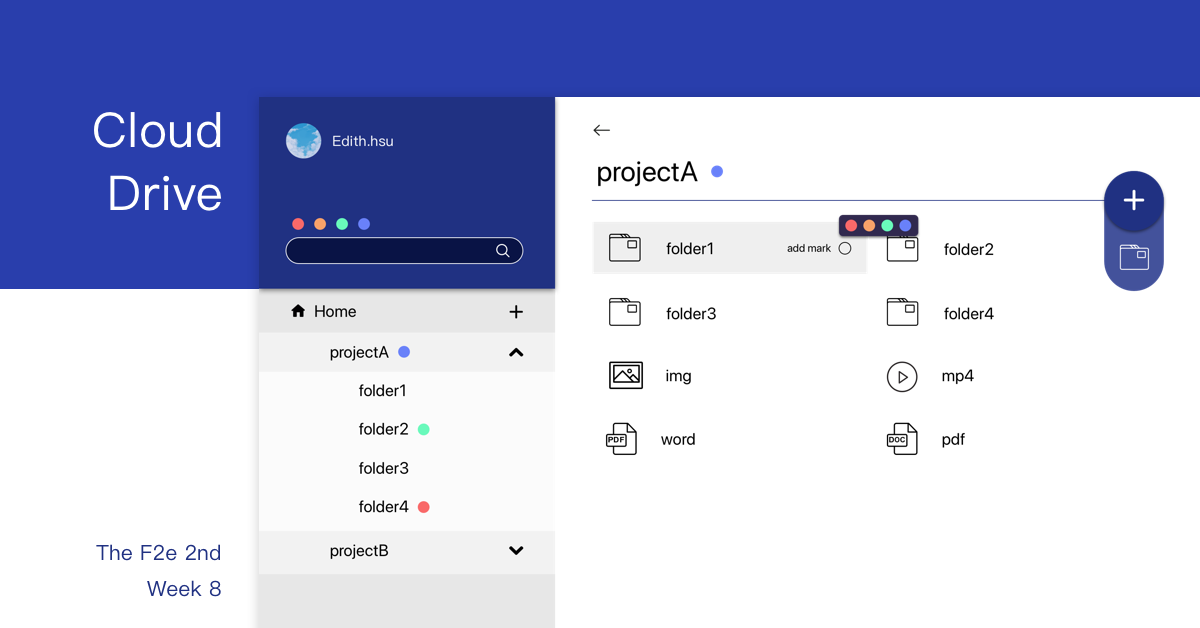 Cloud
Drive
The F2e 2nd
Week 8
Edith.hsu
Home
projectA
folder1
folder2
folder3
folder4
projectB
projectA
folder1
add mark
folder2
folder3
folder4
img
mp4
PDF
word
DOC
pdf